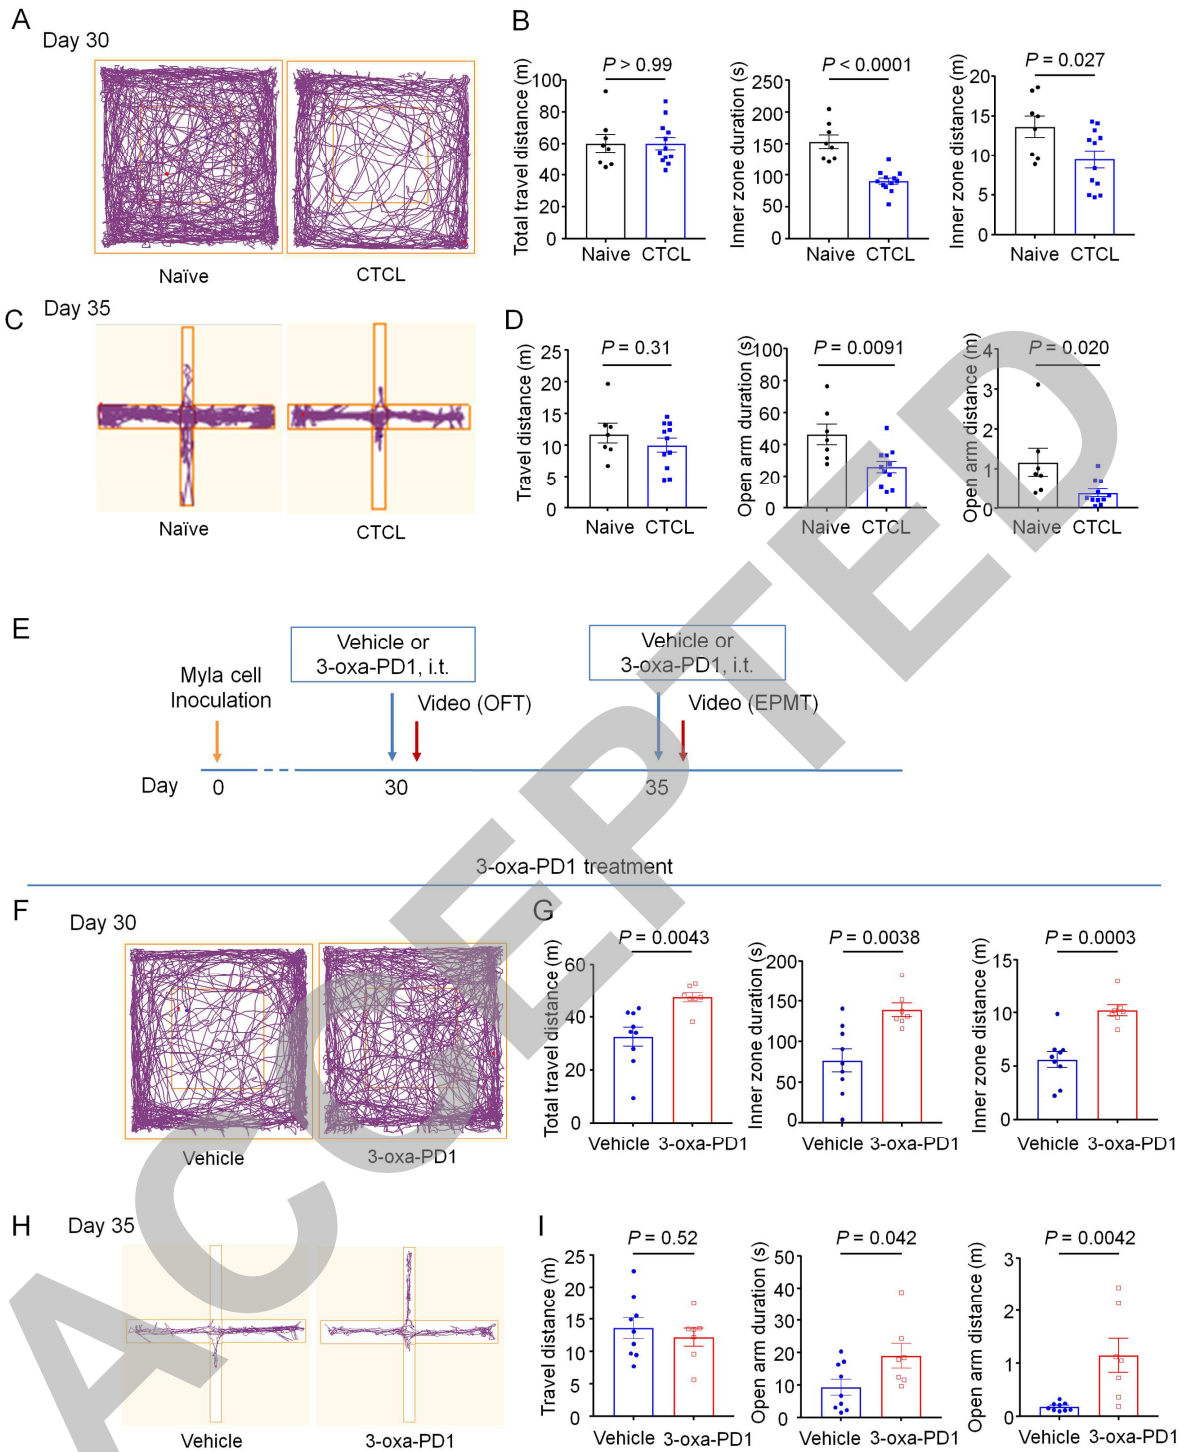 A
Day 30
Naïve
CTCL
B
P > 0.99
Total travel distance (m)
100
80
60
40
20
0
Naive
CTCL
P < 0.0001
Inner zone duration (s)
250
200
150
100
50
0
Naive
CTCL
P = 0.027
Inner zone distance (m)
20
15
10
5
0
Naive
CTCL
C
Day 35
Naïve
CTCL
D
P = 0.31
Travel distance (m)
25
20
15
10
5
0
Naive
CTCL
P = 0.0091
Open arm duration (s)
100
80
60
40
20
0
Naive
CTCL
P = 0.020
Open arm distance (m)
4
3
2
1
0
Naive
CTCL
E
Myla cell
Inoculation
Vehicle or
3-oxa-PD1, i.t.
Video (OFT)
Vehicle or
3-oxa-PD1, i.t.
Video (EPMT)
Day
0
30
35
3-oxa-PD1 treatment
F
Day 30
Vehicle
3-oxa-PD1
G
P = 0.0043
Total travel distance (m)
60
40
20
0
Vehicle
3-oxa-PD1
P = 0.0038
Inner zone duration (s)
200
150
100
50
0
Vehicle
3-oxa-PD1
P = 0.0003
Inner zone distance (m)
15
10
5
0
Vehicle
3-oxa-PD1
H
Day 35
Vehicle
3-oxa-PD1
I
P = 0.52
Travel distance (m)
25
20
15
10
5
0
Vehicle
3-oxa-PD1
P = 0.042
Open arm duration (s)
50
40
30
20
10
0
Vehicle
3-oxa-PD1
P = 0.0042
Open arm distance (m)
3
2
1
0
Vehicle
3-oxa-PD1
ACCEPTED